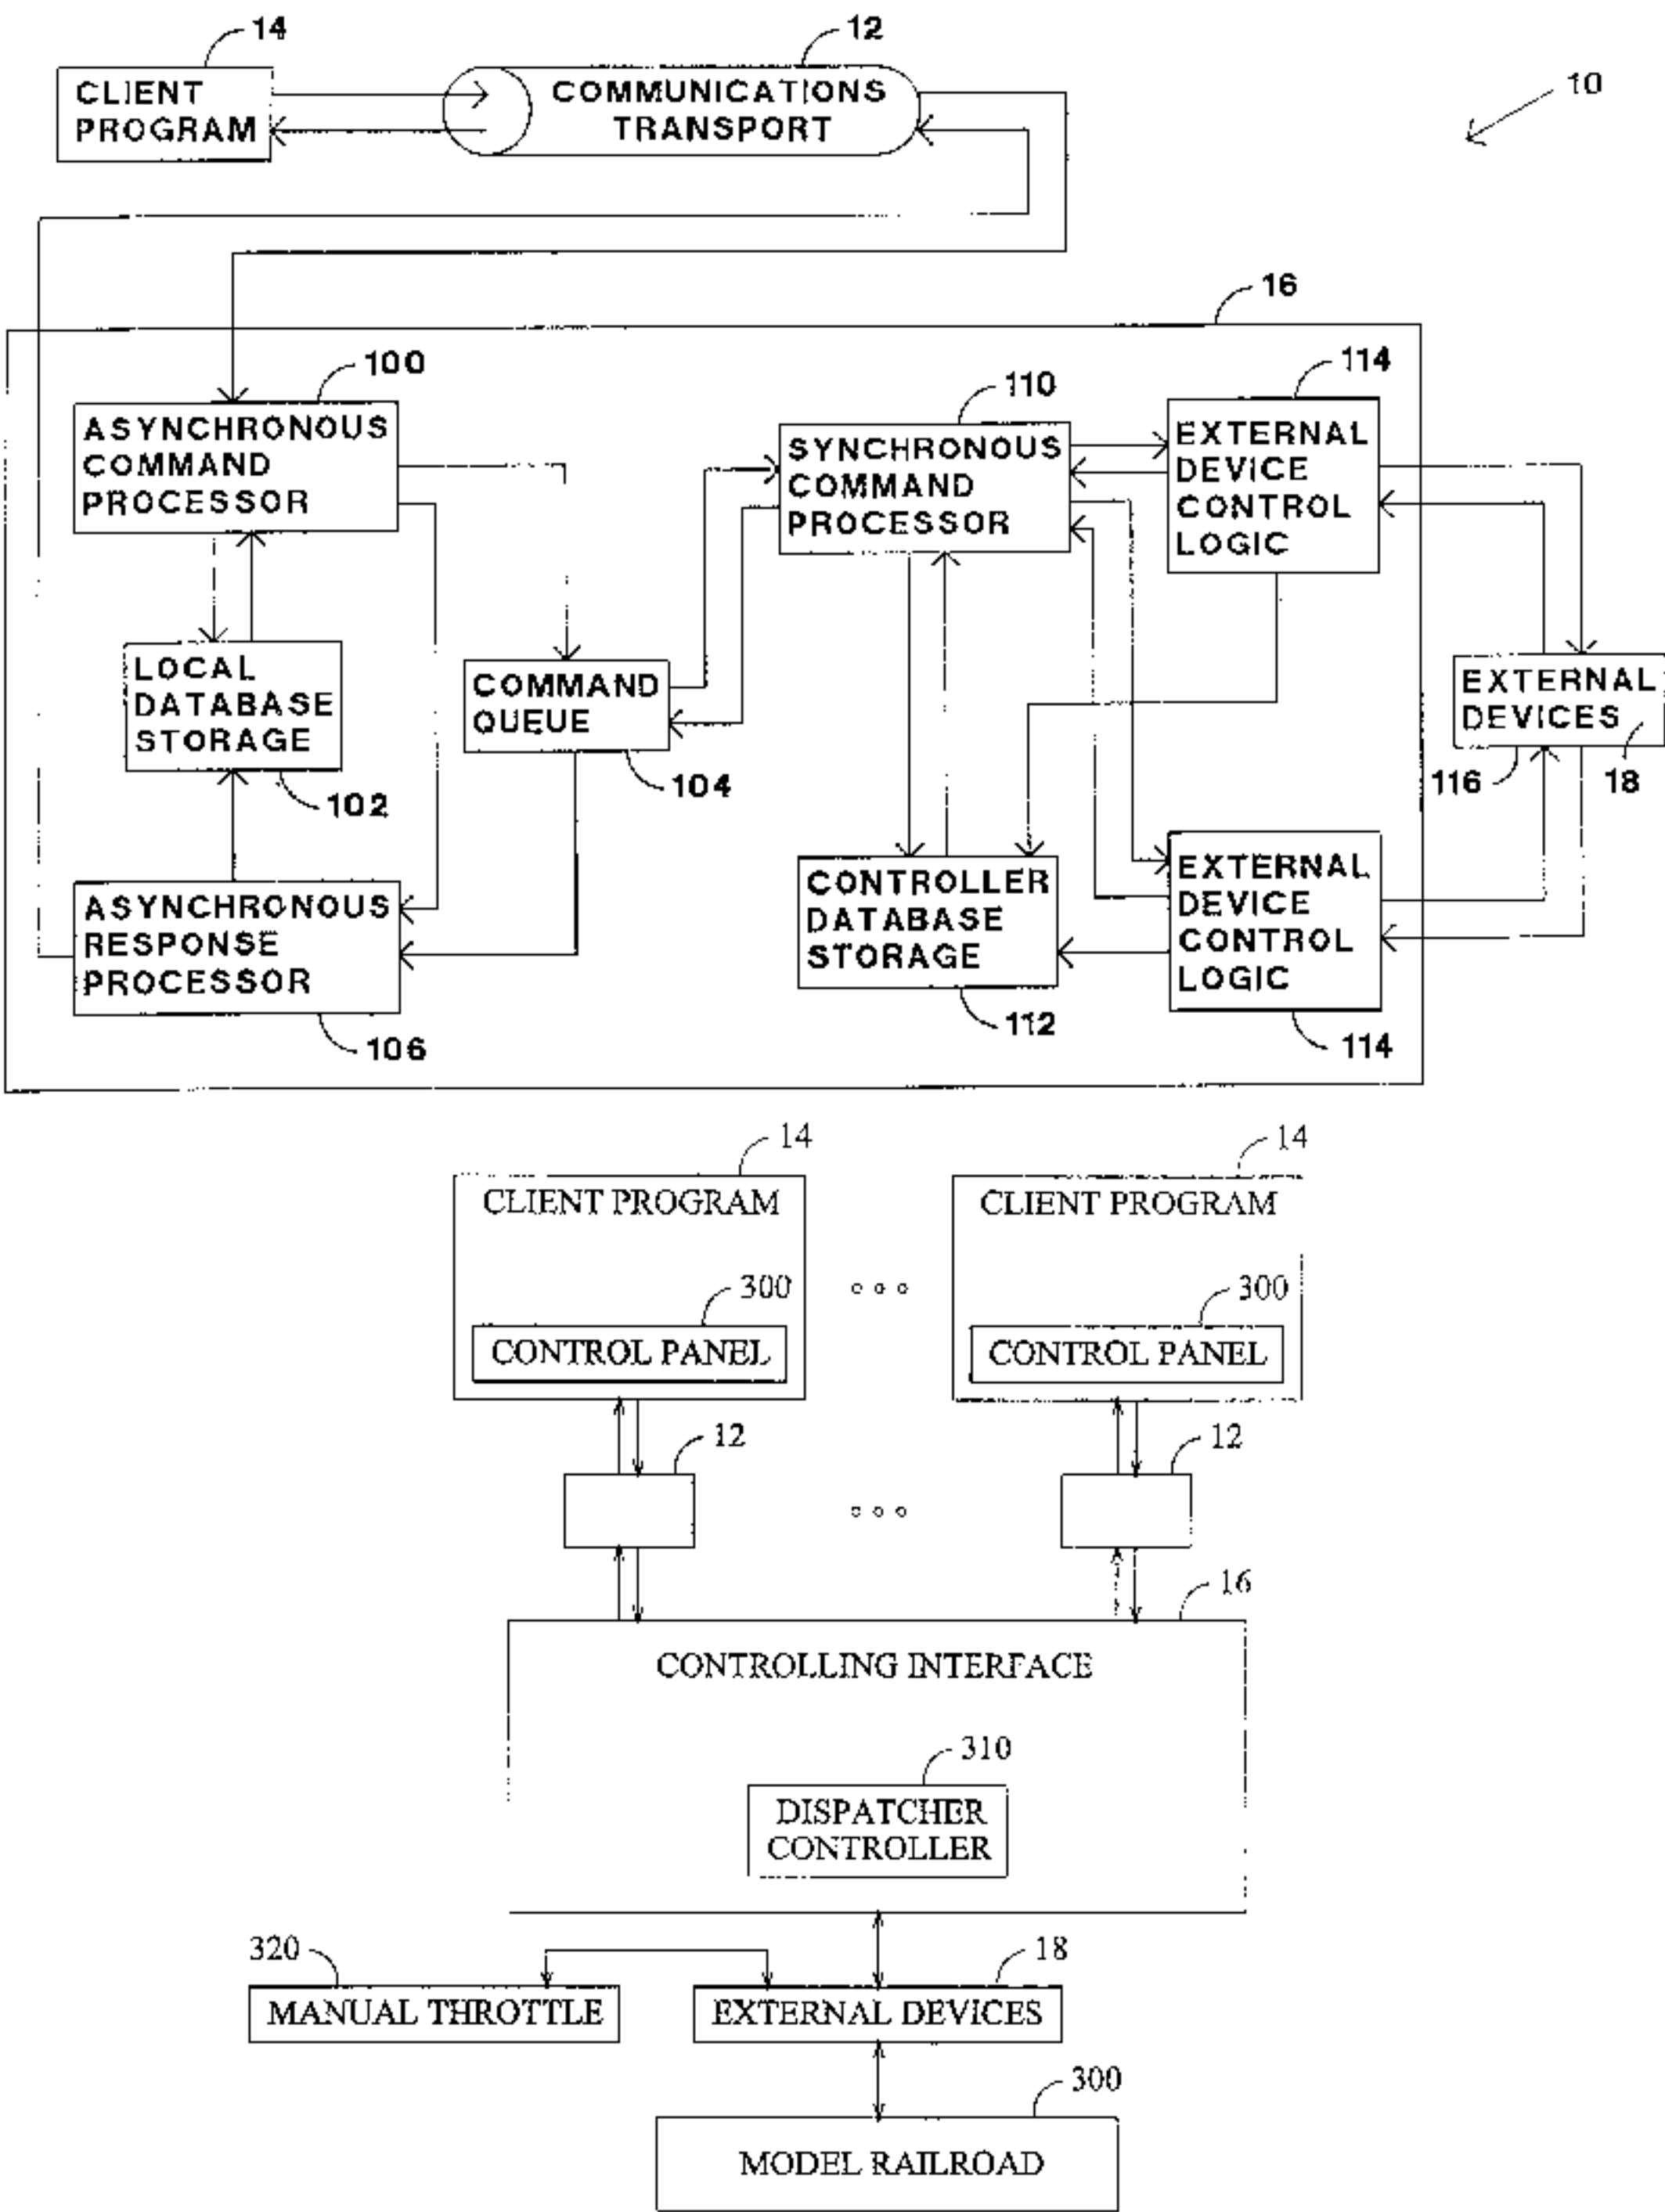 14
12
10
CLIENT
PROGRAM
COMMUNICATIONS
TRANSPORT
16
100
ASYNCHRONOUS
COMMAND
PROCESSOR
110
SYNCHRONOUS
COMMAND
PROCESSOR
114
EXTERNAL
DEVICE
CONTROL
LOGIC
LOCAL
DATABASE
STORAGE
102
COMMAND
QUEUE
104
EXTERNAL
DEVICES
116
18
ASYNCHRONOUS
RESPONSE
PROCESSOR
106
CONTROLLER
DATABASE
STORAGE
112
EXTERNAL
DEVICE
CONTROL
LOGIC
114
14
CLIENT PROGRAM
300
CONTROL PANEL
14
CLIENT PROGRAM
300
CONTROL PANEL
12
12
16
CONTROLLING INTERFACE
310
DISPATCHER
CONTROLLER
320
MANUAL THROTTLE
18
EXTERNAL DEVICES
300
MODEL RAILROAD